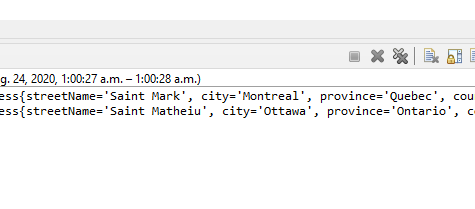 g. 24, 2020, 1:00:27 a.m. – 1:00:28 a.m.)
ess{streetName='Saint Mark', city='Montreal', province='Quebec', cou
ess{streetName='Saint Matheiu', city='Ottawa', province='Ontario', c